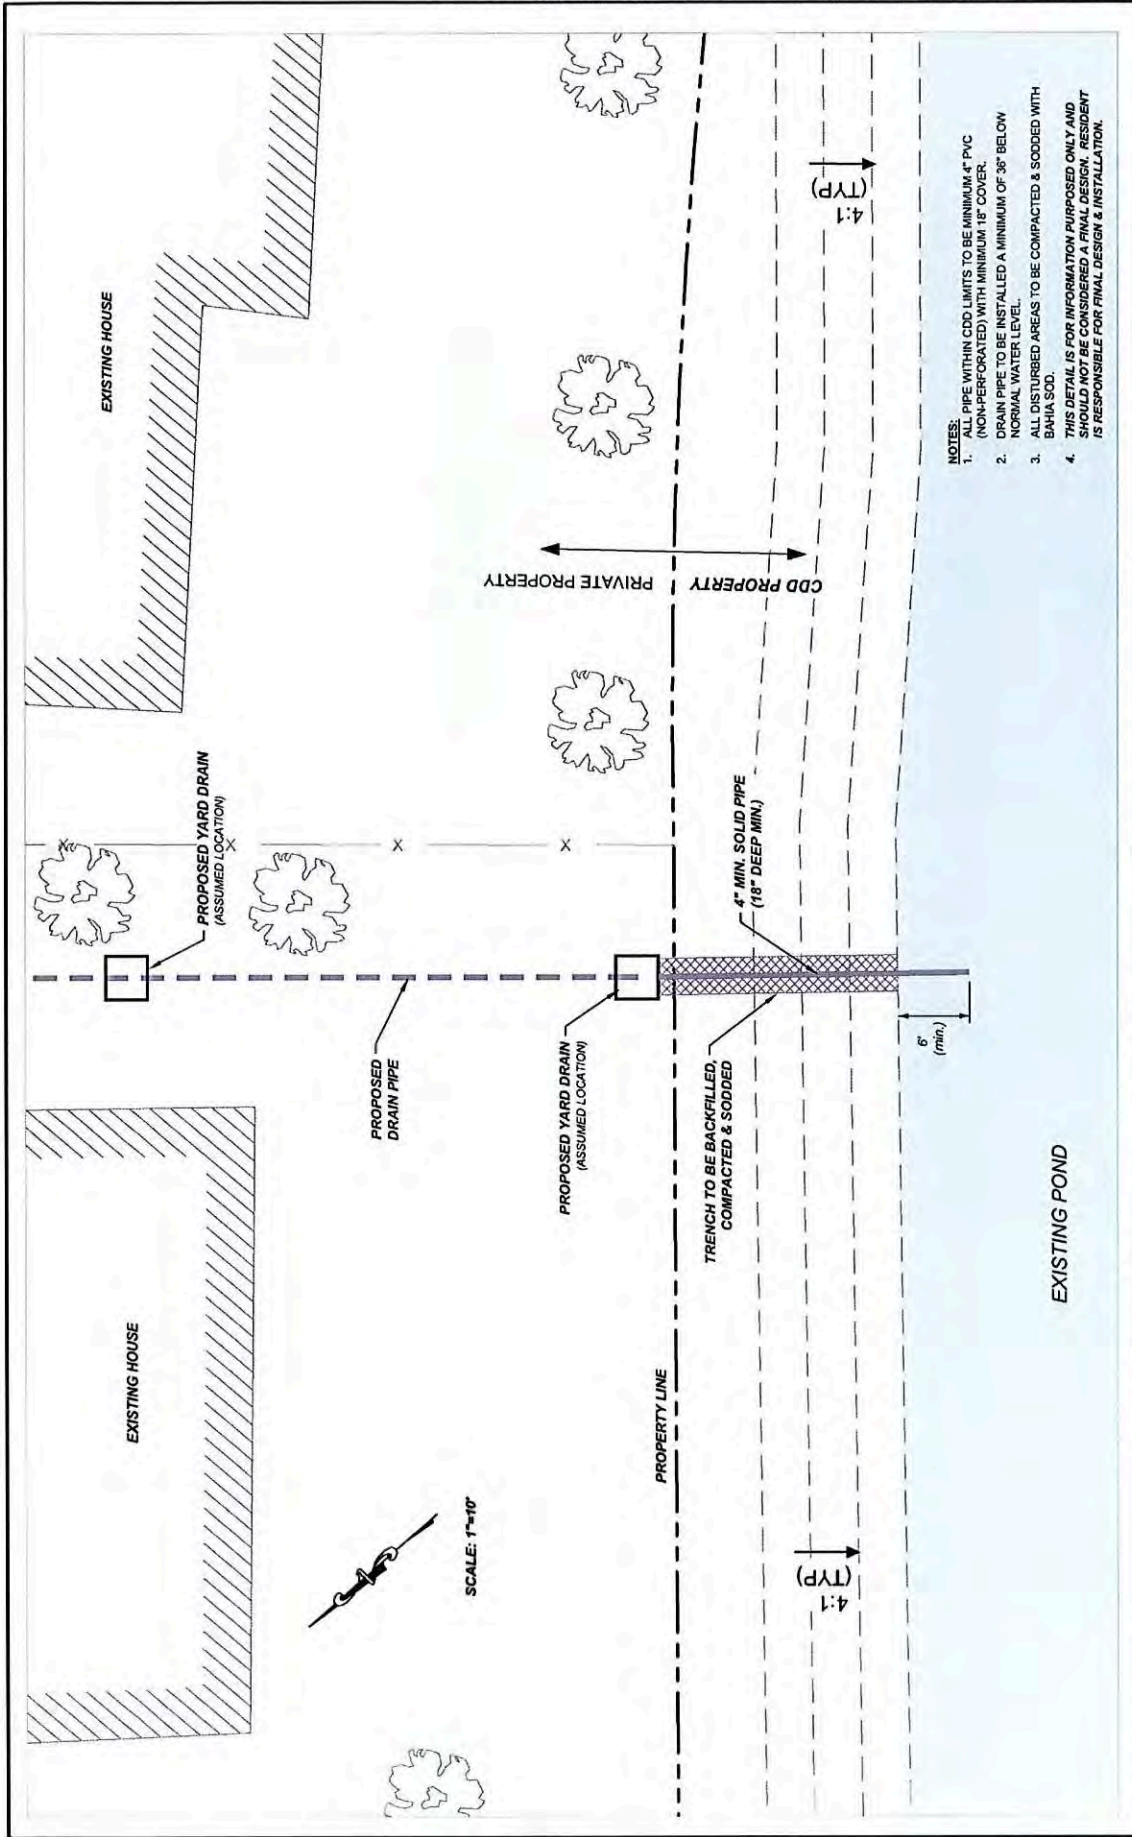 EXISTING HOUSE
EXISTING HOUSE
PROPOSED YARD DRAIN
(ASSUMED LOCATION)
PROPOSED
DRAIN PIPE
PROPOSED YARD DRAIN
(ASSUMED LOCATION)
SCALE: 1"=10'
PROPERTY LINE
PRIVATE PROPERTY
CDD PROPERTY
TRENCH TO BE BACKFILLED,
COMPACTED & SODDED
4" MIN. SOLID PIPE
(18" DEEP MIN.)
4:1
(TYP)
4:1
(TYP)
6'
(min.)
EXISTING POND
X
X
X
X
NOTES:
1. ALL PIPE WITHIN CDD LIMITS TO BE MINIMUM 4" PVC
(NON-PERFORATED) WITH MINIMUM 18" COVER.
2. DRAIN PIPE TO BE INSTALLED A MINIMUM OF 36" BELOW
NORMAL WATER LEVEL.
3. ALL DISTURBED AREAS TO BE COMPACTED & SODDED WITH
BAHIA SOD.
4. THIS DETAIL IS FOR INFORMATION PURPOSED ONLY AND
SHOULD NOT BE CONSIDERED A FINAL DESIGN. RESIDENT
IS RESPONSIBLE FOR FINAL DESIGN & INSTALLATION.